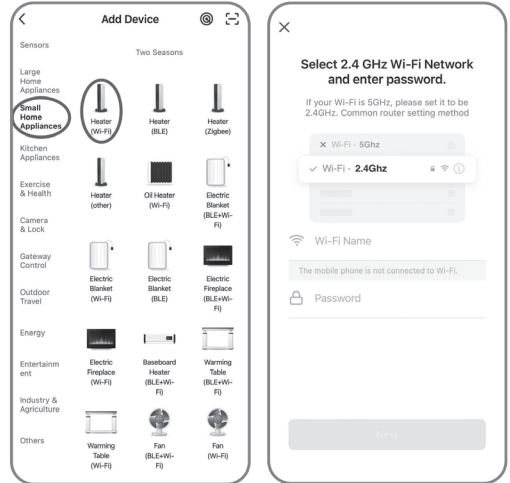 Add Device
Sensors
Large
Home
Appliances
Small
Home
Appliances
Kitchen
Appliances
Exercise
& Health
Camera
& Lock
Gateway
Control
Outdoor
Travel
Energy
Entertainm
ent
Industry &
Agriculture
Others
Two Seasons
Heater
(Wi-Fi)
Heater
(BLE)
Heater
(Zigbee)
Heater
(other)
Oil Heater
(Wi-Fi)
Electric
Blanket
(BLE+Wi-
Fi)
Electric
Blanket
(Wi-Fi)
Electric
Blanket
(BLE)
Electric
Fireplace
(BLE+Wi-
Fi)
Electric
Fireplace
(Wi-Fi)
Baseboard
Heater
(BLE+Wi-
Fi)
Warming
Table
(BLE+Wi-
Fi)
Warming
Table
(Wi-Fi)
Fan
(BLE+Wi-
Fi)
Fan
(Wi-Fi)
Select 2.4 GHz Wi-Fi Network
and enter password.
If your Wi-Fi is 5GHz, please set it to be
2.4GHz. Common router setting method
Wi-Fi - 5Ghz
Wi-Fi - 2.4Ghz
Wi-Fi Name
The mobile phone is not connected to Wi-Fi.
Password
Next